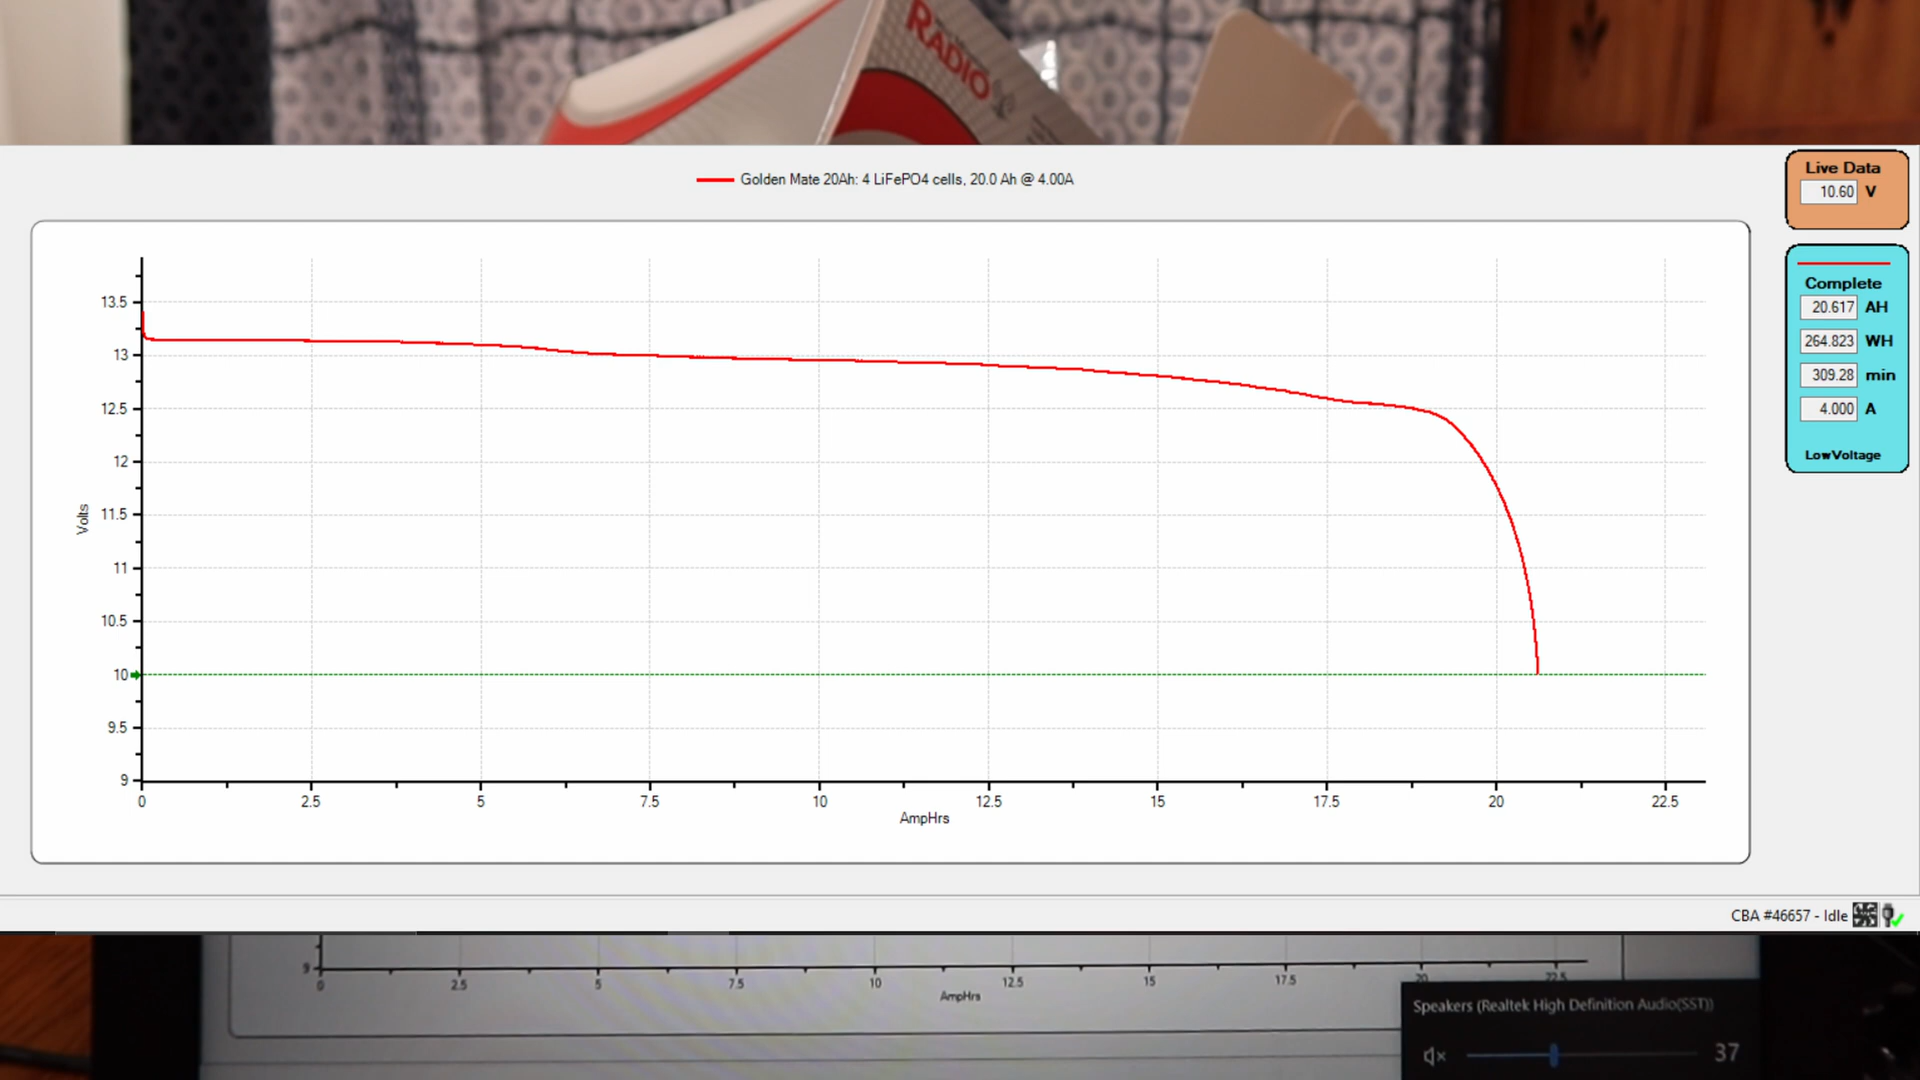 RADIO
Golden Mate 20Ah: 4 LiFePO4 cells, 20.0 Ah @ 4.00A
Live Data
10.60 V
Complete
20.617 AH
264.823 WH
309.28 min
4.000 A
LowVoltage
Volts
13.5
13
12.5
12
11.5
11
10.5
10
9.5
9
0 2.5 5 7.5 10 12.5 15 17.5 20 22.5
AmpHrs
CBA #46657 - Idle
9
0 2.5 5 7.5 10 12.5 15 17.5 20 22.5
AmpHrs
Speakers (Realtek High Definition Audio(SST))
37